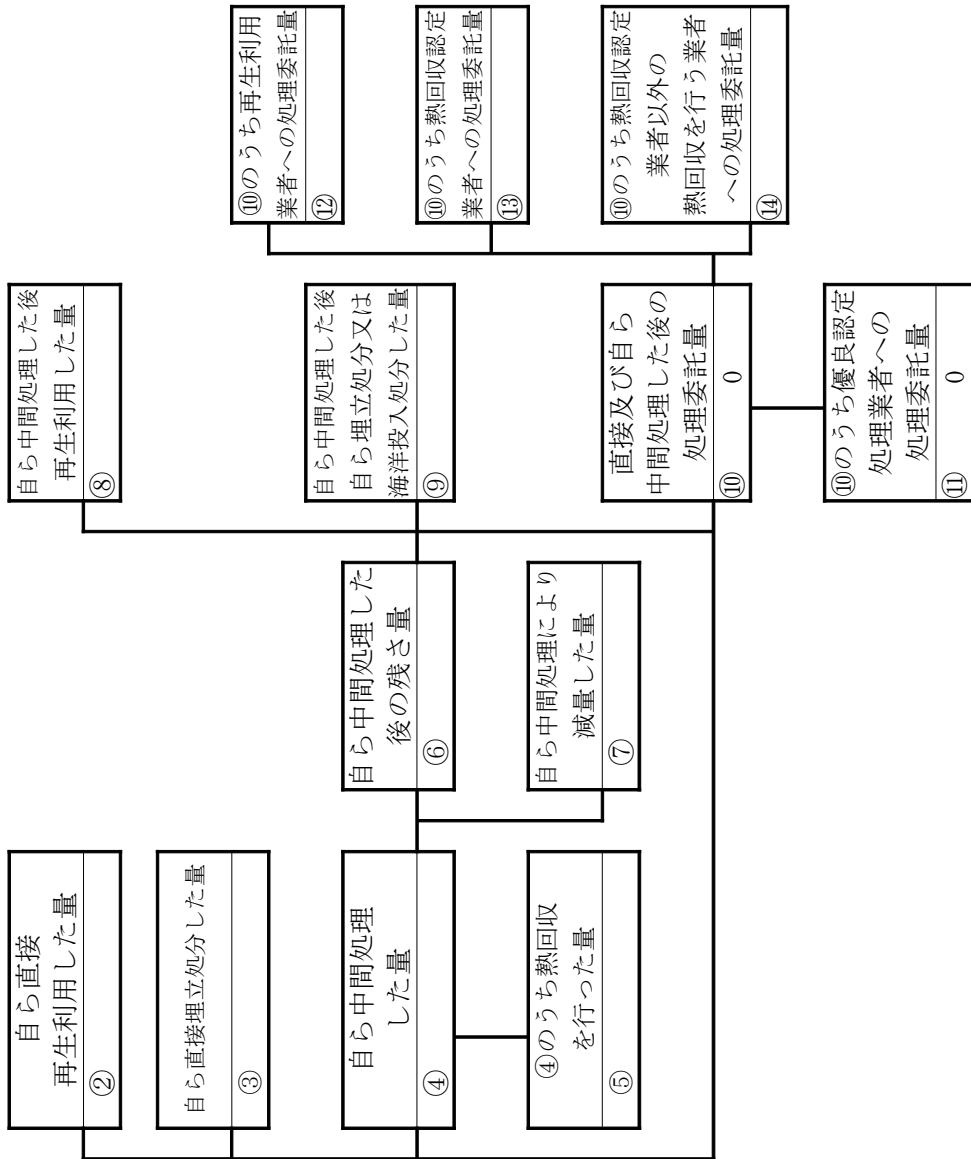 自ら直接
再生利用した量
②
自ら直接埋立処分した量
③
自ら中間処理
した量
④
④のうち熱回収
を行った量
⑤
自ら中間処理した
後の残さ量
⑥
自ら中間処理により
減量した量
⑦
自ら中間処理した後
再生利用した量
⑧
自ら中間処理した後
自ら埋立処分又は
海洋投入処分した量
⑨
直接及び自ら
中間処理した後の
処理委託量
⑩ 0
⑩のうち優良認定
処理業者への
処理委託量
⑪ 0
⑩のうち再生利用
業者への処理委託量
⑫
⑩のうち熱回収認定
業者への処理委託量
⑬
⑩のうち熱回収認定
業者以外の
熱回収を行う業者
への処理委託量
⑭